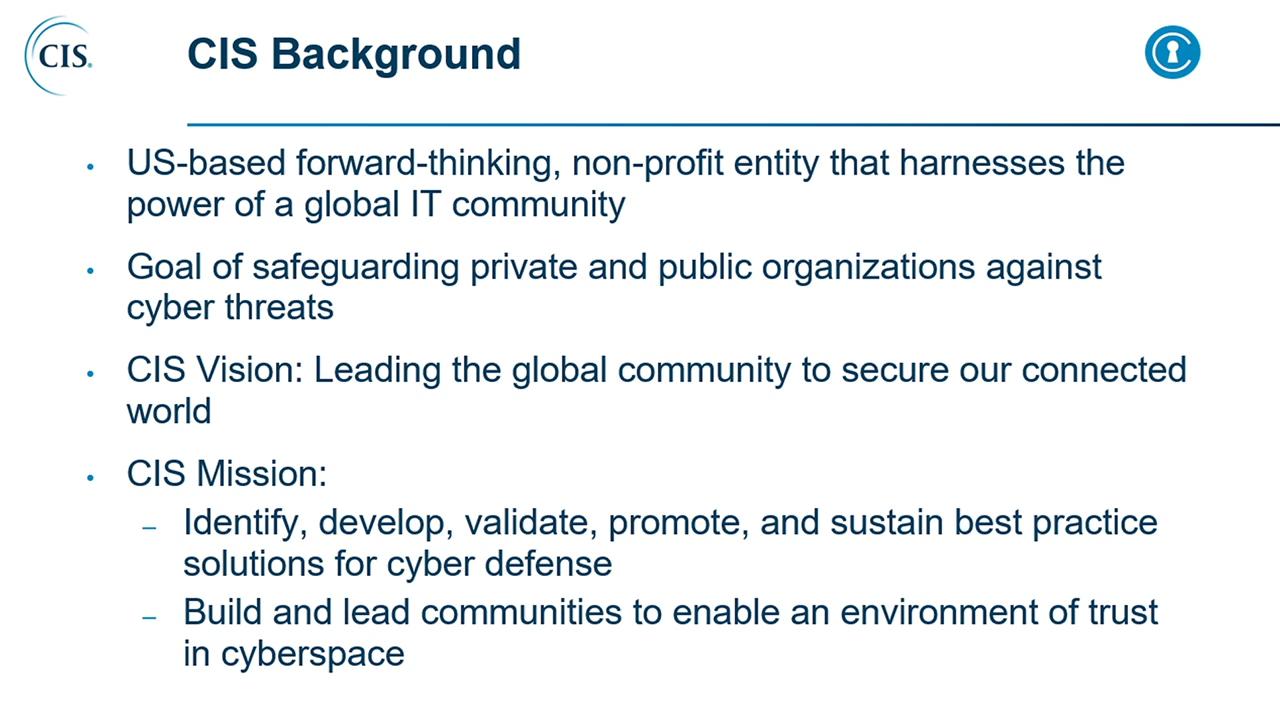 CIS.
CIS Background
• US-based forward-thinking, non-profit entity that harnesses the
power of a global IT community
• Goal of safeguarding private and public organizations against
cyber threats
• CIS Vision: Leading the global community to secure our connected
world
• CIS Mission:
– Identify, develop, validate, promote, and sustain best practice
solutions for cyber defense
– Build and lead communities to enable an environment of trust
in cyberspace